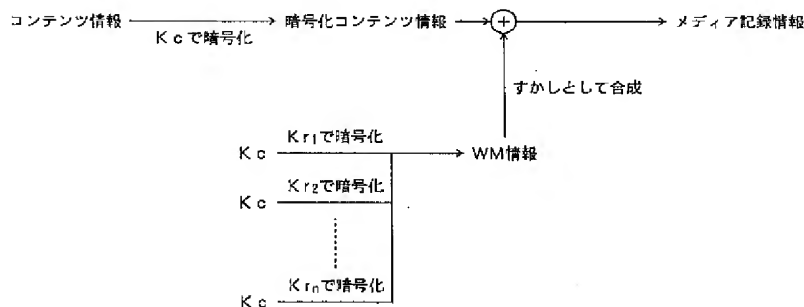 コンテンツ情報
Kcで暗号化
暗号化コンテンツ情報
メディア記録情報
すかしとして合成
Kc
Kr1で暗号化
WM情報
Kc
Kr2で暗号化
Kc
Krnで暗号化